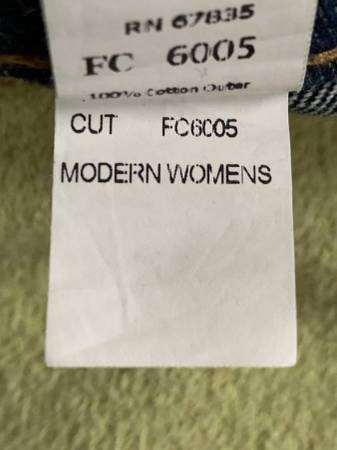 RN 67835
FC 6005
100% Cotton Outer
CUT FC6005
MODERN WOMENS